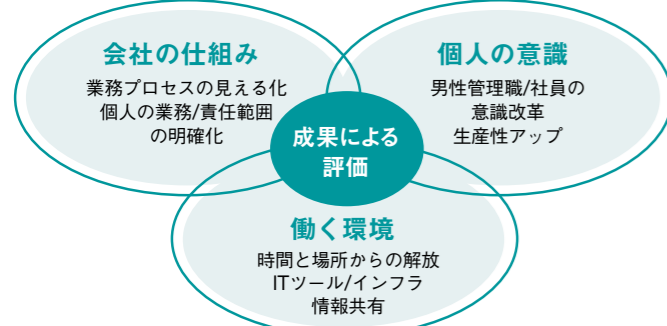 会社の仕組み
業務プロセスの見える化
個人の業務/責任範囲
の明確化
個人の意識
男性管理職/社員の
意識改革
生産性アップ
成果による
評価
働く環境
時間と場所からの解放
ITツール/インフラ
情報共有